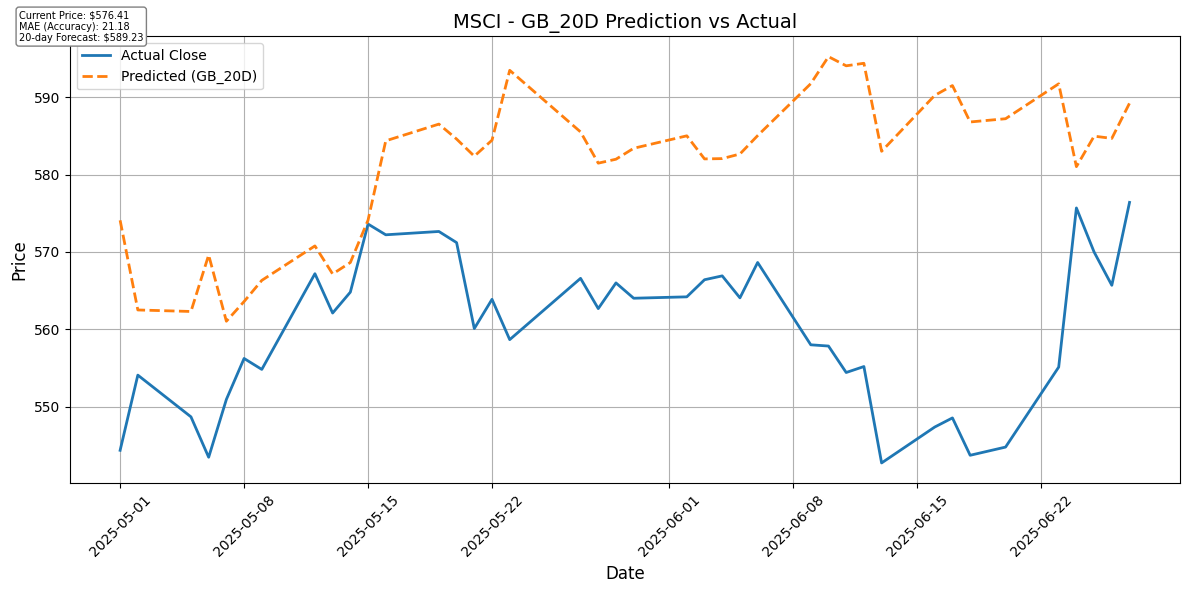 MSCI - GB_20D Prediction vs Actual
Current Price: $576.41
MAE (Accuracy): 21.18
20-day Forecast: $589.23
Actual Close
Predicted (GB_20D)
Price
590
580
570
560
550
2025-05-01
2025-05-08
2025-05-15
2025-05-22
2025-06-01
2025-06-08
2025-06-15
2025-06-22
Date